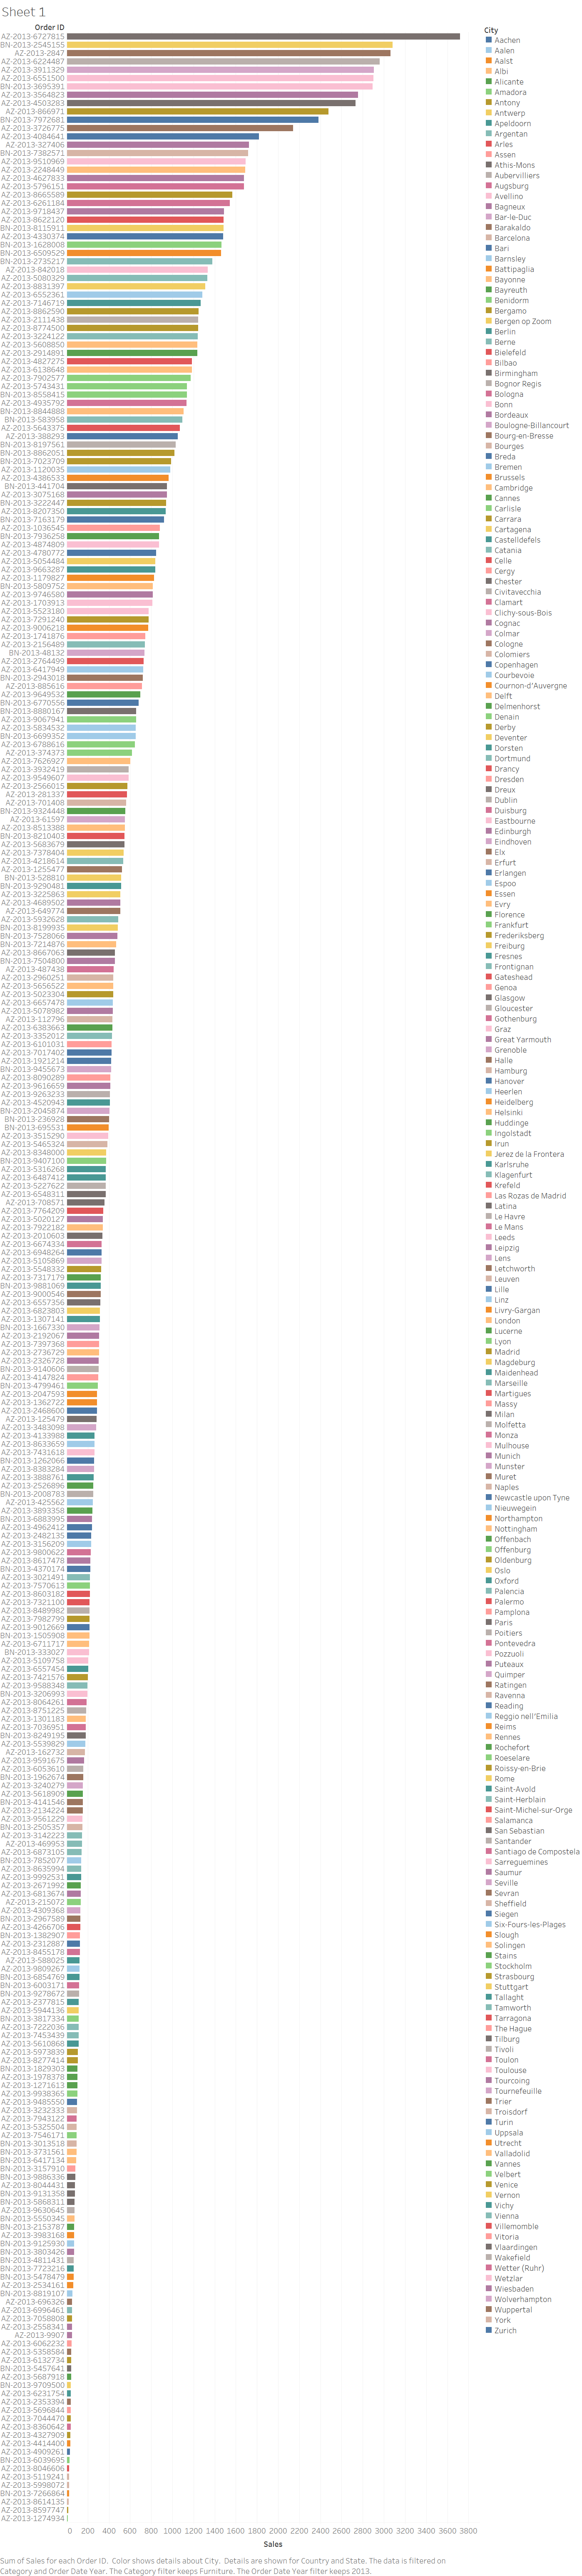 Sheet 1
Order ID
AZ-2013-6727815
BN-2013-2545155
AZ-2013-2847
AZ-2013-6224487
AZ-2013-3911329
AZ-2013-6551500
BN-2013-3695391
AZ-2013-3564823
AZ-2013-4503283
AZ-2013-866971
BN-2013-7972681
AZ-2013-3726775
AZ-2013-4084641
AZ-2013-327406
BN-2013-7382571
AZ-2013-9510969
AZ-2013-2248449
AZ-2013-4627833
AZ-2013-5796151
AZ-2013-8665589
AZ-2013-6261184
AZ-2013-9718437
AZ-2013-8622120
BN-2013-8115911
AZ-2013-4330374
BN-2013-1628008
BN-2013-6509529
BN-2013-2735217
AZ-2013-842018
AZ-2013-5080329
AZ-2013-8831397
AZ-2013-6552361
AZ-2013-7146719
AZ-2013-8862590
BN-2013-2111438
AZ-2013-8774500
AZ-2013-3224122
AZ-2013-5608850
AZ-2013-2914891
AZ-2013-4827275
AZ-2013-6138648
AZ-2013-7902577
AZ-2013-5743431
BN-2013-8558415
AZ-2013-4935792
BN-2013-8844888
BN-2013-583958
AZ-2013-5643375
AZ-2013-388293
BN-2013-8197561
AZ-2013-8862051
BN-2013-7023709
AZ-2013-1120035
AZ-2013-4386533
BN-2013-441704
AZ-2013-3075168
BN-2013-3222447
AZ-2013-8207350
BN-2013-7163179
AZ-2013-1036545
BN-2013-7936258
AZ-2013-4874809
AZ-2013-4780772
AZ-2013-5054484
AZ-2013-9663287
AZ-2013-1179827
BN-2013-5809752
AZ-2013-9746580
AZ-2013-1703913
AZ-2013-5523180
AZ-2013-7291240
AZ-2013-9006218
AZ-2013-1741876
AZ-2013-2156489
BN-2013-48132
AZ-2013-2764499
AZ-2013-6417949
BN-2013-2943018
AZ-2013-885616
AZ-2013-9649532
BN-2013-6770556
BN-2013-8880167
AZ-2013-9067941
AZ-2013-5834532
BN-2013-6699352
AZ-2013-6788616
AZ-2013-374373
AZ-2013-7626927
AZ-2013-3932419
AZ-2013-9549607
AZ-2013-2566015
AZ-2013-281337
AZ-2013-701408
BN-2013-9324448
AZ-2013-61597
AZ-2013-8513388
BN-2013-8210403
AZ-2013-5683679
AZ-2013-7378404
AZ-2013-4218614
AZ-2013-1255477
BN-2013-528810
BN-2013-9290481
AZ-2013-3225863
AZ-2013-4689502
AZ-2013-649774
AZ-2013-5932628
BN-2013-8199935
AZ-2013-7528066
BN-2013-7214876
AZ-2013-8667063
BN-2013-7504800
AZ-2013-487438
BN-2013-2960251
AZ-2013-5656522
AZ-2013-5023304
AZ-2013-6657478
AZ-2013-5078982
AZ-2013-112796
AZ-2013-6383663
AZ-2013-3352012
AZ-2013-6101031
AZ-2013-7017402
AZ-2013-1921214
BN-2013-9455673
AZ-2013-8090289
AZ-2013-9616659
AZ-2013-9263233
AZ-2013-4520943
BN-2013-2045874
BN-2013-236928
BN-2013-695531
AZ-2013-3515290
AZ-2013-5465324
AZ-2013-8348000
BN-2013-9407100
AZ-2013-5316268
AZ-2013-6487412
AZ-2013-5227622
AZ-2013-6548311
AZ-2013-708571
AZ-2013-7764209
AZ-2013-5020127
AZ-2013-7922182
AZ-2013-2010603
AZ-2013-6674334
AZ-2013-6948264
AZ-2013-5105869
AZ-2013-5548332
AZ-2013-7317179
BN-2013-9881069
AZ-2013-9000546
AZ-2013-6557356
AZ-2013-6823803
AZ-2013-1307141
BN-2013-1667330
AZ-2013-2192067
AZ-2013-7397368
AZ-2013-2736729
AZ-2013-2326728
BN-2013-9140606
AZ-2013-4147824
BN-2013-4799461
AZ-2013-2047593
AZ-2013-1362722
AZ-2013-2468600
AZ-2013-125479
AZ-2013-3483098
AZ-2013-4133988
AZ-2013-8633659
AZ-2013-7431618
BN-2013-1262066
AZ-2013-8383284
AZ-2013-3888761
AZ-2013-2526896
BN-2013-2008783
AZ-2013-425562
AZ-2013-3893358
BN-2013-6883995
AZ-2013-4962412
AZ-2013-2482135
AZ-2013-3156209
AZ-2013-9800622
AZ-2013-8617478
BN-2013-4370174
AZ-2013-3021491
AZ-2013-7570613
AZ-2013-8603182
AZ-2013-7321100
AZ-2013-8489982
AZ-2013-7982799
AZ-2013-9012669
BN-2013-1505908
AZ-2013-6711717
BN-2013-333027
AZ-2013-5109758
AZ-2013-6557454
AZ-2013-7421576
AZ-2013-9588348
BN-2013-3206993
AZ-2013-8064261
AZ-2013-8751225
AZ-2013-1301183
AZ-2013-7036951
BN-2013-8249195
AZ-2013-5539829
AZ-2013-162732
AZ-2013-9591675
AZ-2013-6053610
BN-2013-1962674
AZ-2013-3240279
AZ-2013-5618909
BN-2013-4141546
AZ-2013-2134224
AZ-2013-9561229
BN-2013-2505357
AZ-2013-3142223
AZ-2013-469953
AZ-2013-6873105
BN-2013-7852077
AZ-2013-8635994
AZ-2013-9992531
AZ-2013-2671992
AZ-2013-6813674
AZ-2013-215072
AZ-2013-4309368
BN-2013-2967589
AZ-2013-4266706
BN-2013-1382907
AZ-2013-2312887
AZ-2013-8455178
AZ-2013-588025
AZ-2013-9809267
BN-2013-6854769
BN-2013-6003171
BN-2013-9278672
AZ-2013-2377815
AZ-2013-5944136
BN-2013-3817334
AZ-2013-7222036
AZ-2013-7453439
AZ-2013-5610868
AZ-2013-5973839
AZ-2013-8277414
BN-2013-1829303
AZ-2013-1978378
AZ-2013-1271613
AZ-2013-9938365
AZ-2013-9485550
AZ-2013-3232333
AZ-2013-7943122
BN-2013-5325504
AZ-2013-7546171
BN-2013-3013518
BN-2013-3731561
BN-2013-6417134
BN-2013-3157910
BN-2013-9886336
AZ-2013-8044431
BN-2013-9131358
BN-2013-5868311
AZ-2013-9630645
BN-2013-5550345
BN-2013-2153787
AZ-2013-3983168
BN-2013-9125930
BN-2013-3803426
BN-2013-4811431
BN-2013-7723216
BN-2013-5478479
AZ-2013-2534161
BN-2013-8819107
AZ-2013-696326
AZ-2013-6996461
AZ-2013-7058808
AZ-2013-2558341
AZ-2013-9907
AZ-2013-6062232
BN-2013-5358584
AZ-2013-6132734
BN-2013-5457641
AZ-2013-5687918
BN-2013-9709500
AZ-2013-6231754
AZ-2013-2353394
AZ-2013-5696844
AZ-2013-7044470
AZ-2013-8360642
AZ-2013-4327909
AZ-2013-4414400
AZ-2013-4909261
BN-2013-6039695
AZ-2013-8046606
AZ-2013-5119241
AZ-2013-5998072
BN-2013-7266864
AZ-2013-8614135
AZ-2013-8597747
AZ-2013-1274934
0 200 400 600 800 1000 1200 1400 1600 1800 2000 2200 2400 2600 2800 3000 3200 3400 3600 3800
Sales
City
Aachen
Aalen
Aalst
Albi
Alicante
Amadora
Antony
Antwerp
Apeldoorn
Argentan
Arles
Assen
Athis-Mons
Aubervilliers
Augsburg
Avellino
Bagneux
Bar-le-Duc
Barakaldo
Barcelona
Bari
Barnsley
Battipaglia
Bayonne
Bayreuth
Benidorm
Bergamo
Bergen op Zoom
Berlin
Berne
Bielefeld
Bilbao
Birmingham
Bognor Regis
Bologna
Bonn
Bordeaux
Boulogne-Billancourt
Bourg-en-Bresse
Bourges
Breda
Bremen
Brussels
Cambridge
Cannes
Carlisle
Carrara
Cartagena
Castelldefels
Catania
Celle
Cergy
Chester
Civitavecchia
Clamart
Clichy-sous-Bois
Cognac
Colmar
Cologne
Colomiers
Copenhagen
Courbevoie
Cournon-d'Auvergne
Delft
Delmenhorst
Denain
Derby
Deventer
Dorsten
Dortmund
Drancy
Dresden
Dreux
Dublin
Duisburg
Eastbourne
Edinburgh
Eindhoven
Elx
Erfurt
Erlangen
Espoo
Essen
Evry
Florence
Frankfurt
Frederiksberg
Freiburg
Fresnes
Frontignan
Gateshead
Genoa
Glasgow
Gloucester
Gothenburg
Graz
Great Yarmouth
Grenoble
Halle
Hamburg
Hanover
Heerlen
Heidelberg
Helsinki
Huddinge
Ingolstadt
Irun
Jerez de la Frontera
Karlsruhe
Klagenfurt
Krefeld
Las Rozas de Madrid
Latina
Le Havre
Le Mans
Leeds
Leipzig
Lens
Letchworth
Leuven
Lille
Linz
Livry-Gargan
London
Lucerne
Lyon
Madrid
Magdeburg
Maidenhead
Marseille
Martigues
Massy
Milan
Molfetta
Monza
Mulhouse
Munich
Munster
Muret
Naples
Newcastle upon Tyne
Nieuwegein
Northampton
Nottingham
Offenbach
Offenburg
Oldenburg
Oslo
Oxford
Palencia
Palermo
Pamplona
Paris
Poitiers
Pontevedra
Pozzuoli
Puteaux
Quimper
Ratingen
Ravenna
Reading
Reggio nell'Emilia
Reims
Rennes
Rochefort
Roeselare
Roissy-en-Brie
Rome
Saint-Avold
Saint-Herblain
Saint-Michel-sur-Orge
Salamanca
San Sebastian
Santander
Santiago de Compostela
Sarreguemines
Saumur
Seville
Sevran
Sheffield
Siegen
Six-Fours-les-Plages
Slough
Solingen
Stains
Stockholm
Strasbourg
Stuttgart
Tallaght
Tamworth
Tarragona
The Hague
Tilburg
Tivoli
Toulon
Toulouse
Tourcoing
Tournefeuille
Trier
Troisdorf
Turin
Uppsala
Utrecht
Valladolid
Vannes
Velbert
Venice
Vernon
Vichy
Vienna
Villemomble
Vitoria
Vlaardingen
Wakefield
Wetter (Ruhr)
Wetzlar
Wiesbaden
Wolverhampton
Wuppertal
York
Zurich
Sum of Sales for each Order ID. Color shows details about City. Details are shown for Country and State. The data is filtered on
Category and Order Date Year. The Category filter keeps Furniture. The Order Date Year filter keeps 2013.